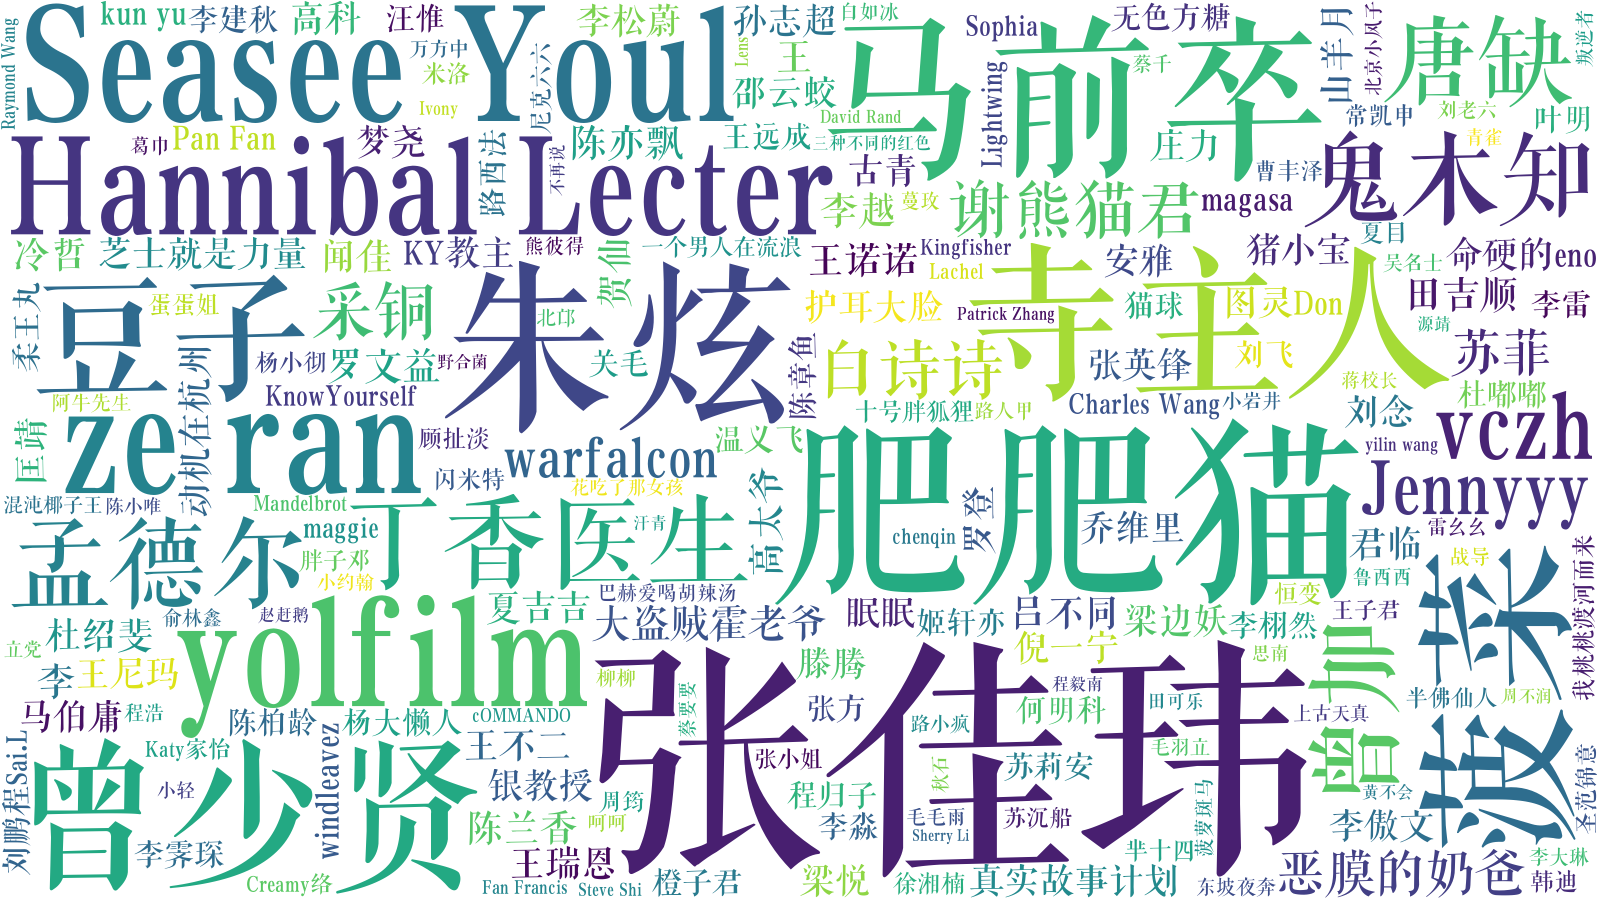 Raymond Wang
Seasee You
kun yu
李建秋
高科
汪惟
万方中
米洛
Ivony
尼克六六
李松蔚
孙志超
白如冰
Lens
王
邵云蛟
David Rand
马前卒
Sophia
Lightwing
无色方糖
蔡千
庄力
山羊月
北京小风子
唐缺
叛逆者
常凯申
刘老六
叶明
青雀
Hannibal Lecter
葛巾
Pan Fan
梦尧
路西法
不再说
陈亦飘
王远成
三种不同的红色
古青
李越
蔓玫
谢熊猫君
magasa
曹丰泽
鬼木知
冷哲
芝士就是力量
闻佳
KY教主
熊彼得
贺仙
一个男人在流浪
王诺诺
Kingfisher
Lachel
安雅
猪小宝
夏目
吴名士
命硬的eno
柔王丸
豆子
蛋蛋姐
采铜
朱炫
北邙
护耳大脸
Patrick Zhang
寺主人
猫球
图灵Don
田吉顺
李雷
源靖
杨小彻
罗文益
野合菌
关毛
陈章鱼
白诗诗
张英锋
刘飞
苏菲
蒋校长
阿牛先生
动机在杭州
KnowYourself
十号胖狐狸
路人甲
Charles Wang
小岩井
刘念
杜嘟嘟
匡靖
ze ran
顾扯淡
闪米特
warfalcon
温义飞
肥肥猫
yilin wang
vczh
混沌椰子王
陈小唯
Mandelbrot
花吃了那女孩
高太爷
Jennyyy
孟德尔
maggie
丁香医生
汗青
chenqin
罗登
乔维里
君临
雷幺幺
胖子邓
小约翰
巴赫爱喝胡辣汤
鲁西西
战导
俞林鑫
赵赶鹅
夏吉吉
大盗贼霍老爷
眠眠
姬轩亦
吕不同
梁边妖
恒变
王子君
李栩然
菠菜
我桃桃渡河而来
立党
杜绍斐
yolfilm
李
王尼玛
柳柳
滕腾
倪一宁
程毅南
思南
曾加
半佛仙人
周不润
马伯庸
程浩
陈柏龄
杨大懒人
cOMMANDO
蔡要要
张佳玮
张方
路小疯
何明科
田可乐
上古天真
刘鹏程Sai.L
曾少贤
Katy家怡
windleavez
王不二
张小姐
毛羽立
小轻
银教授
周筠
程归子
秋石
苏莉安
菠萝斑马
黄不会
圣范锦意
李霁琛
陈兰香
呵呵
李淼
毛毛雨
Sherry Li
苏沉船
李傲文
王瑞恩
芈十四
李大琳
Creamy络
Fan Francis
Steve Shi
橙子君
梁悦
徐湘楠
真实故事计划
东坡夜奔
恶膜的奶爸
韩迪